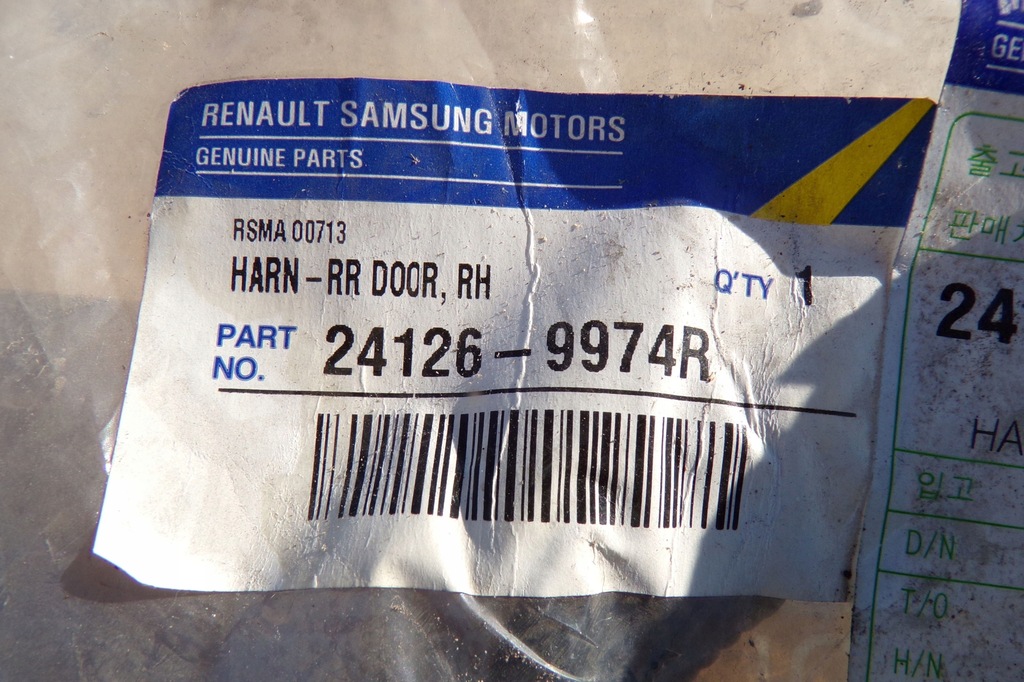 RENAULT SAMSUNG MOTORS
GENUINE PARTS
RSMA 00713
HARN-RR DOOR, RH
Q'TY 1
PART NO. 24126-9974R
출고
판매
24
HA
입고
D/N
T/O
H/N